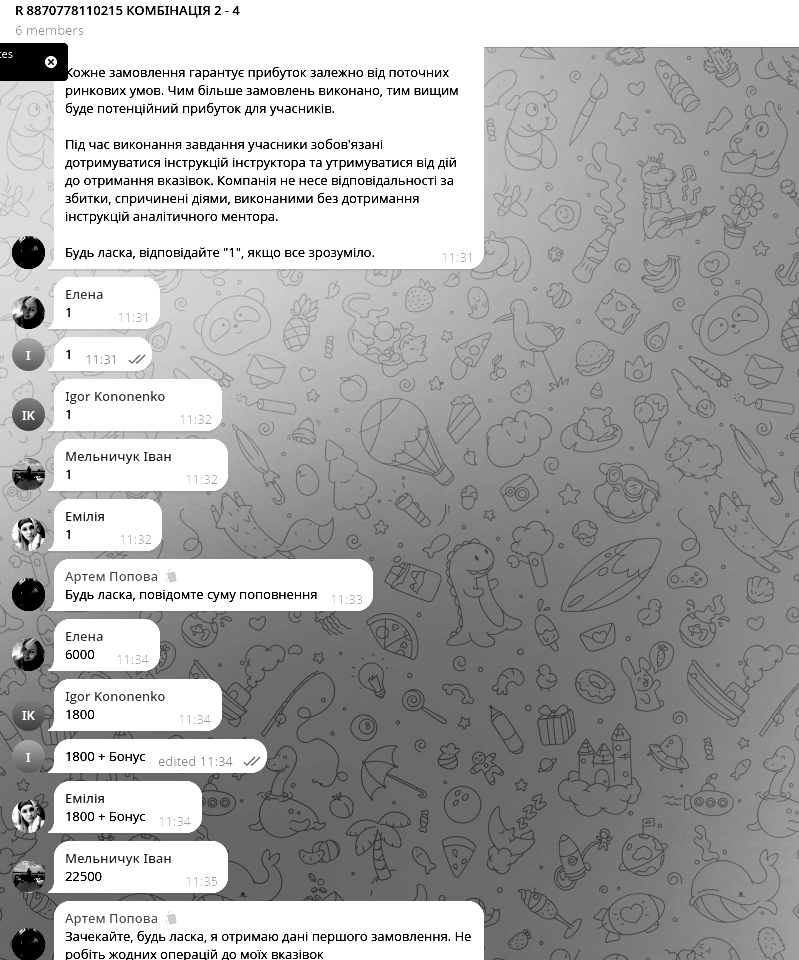 R 8870778110215 КОМБІНАЦІЯ 2 - 4
6 members
Кожне замовлення гарантує прибуток залежно від поточних
ринкових умов. Чим більше замовлень виконано, тим вищим
буде потенційний прибуток для учасників.
Під час виконання завдання учасники зобов'язані
дотримуватися інструкцій інструктора та утримуватися від дій
до отримання вказівок. Компанія не несе відповідальності за
збитки, спричинені діями, виконаними без дотримання
інструкцій аналітичного ментора.
Будь ласка, відповідайте "1", якщо все зрозуміло.
11:31
Елена
1 11:31
I
1 11:31
Igor Kononenko
IK
1 11:32
Мельничук Іван
1 11:32
Емілія
1 11:32
Артем Попова
Будь ласка, повідомте суму поповнення 11:33
Елена
6000 11:34
Igor Kononenko
IK
1800 11:34
I
1800 + Бонус edited 11:34
Емілія
1800 + Бонус 11:34
Мельничук Іван
22500 11:35
Артем Попова
Зачекайте, будь ласка, я отримаю дані першого замовлення. Не
робіть жодних операцій до моїх вказівок